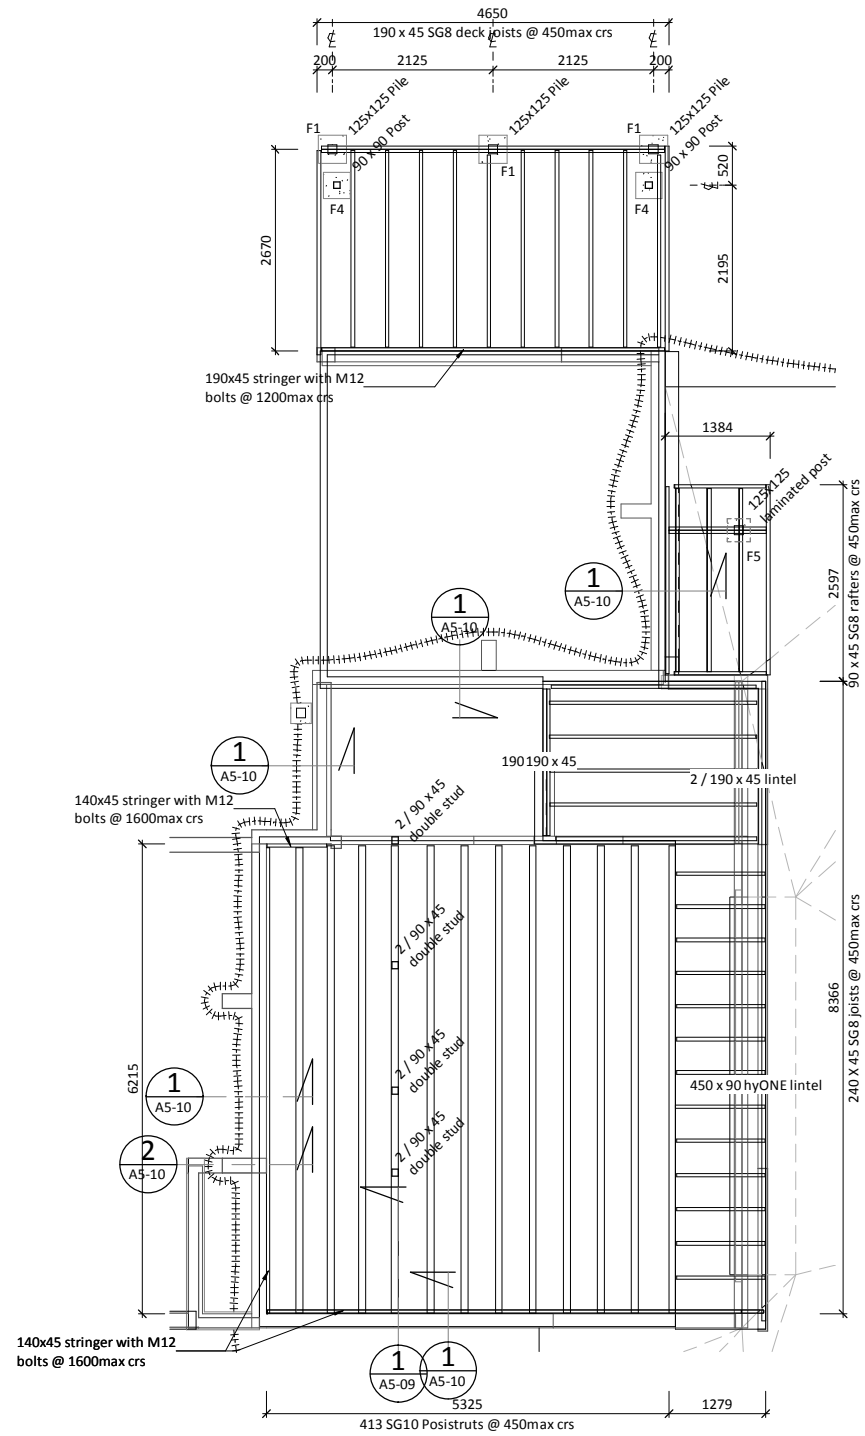 4650
190 x 45 SG8 deck joists @ 450max crs
200
2125
2125
200
125x125 Pile
90 x 90 Post
125x125 Pile
125x125 Pile
90 x 90 Post
F1
F1
F1
F4
F4
520
2195
2670
190x45 stringer with M12
bolts @ 1200max crs
1384
125x125
laminated post
F5
2597
90 x 45 SG8 rafters @ 450max crs
1
A5-10
1
A5-10
1
A5-10
190 190 x 45
2 / 190 x 45 lintel
140x45 stringer with M12
bolts @ 1600max crs
2 / 90 x 45
double stud
2 / 90 x 45
double stud
2 / 90 x 45
double stud
2 / 90 x 45
double stud
8366
240 X 45 SG8 joists @ 450max crs
6215
450 x 90 hyONE lintel
1
A5-10
2
A5-10
140x45 stringer with M12
bolts @ 1600max crs
1
A5-09
1
A5-10
5325
1279
413 SG10 Posistruts @ 450max crs